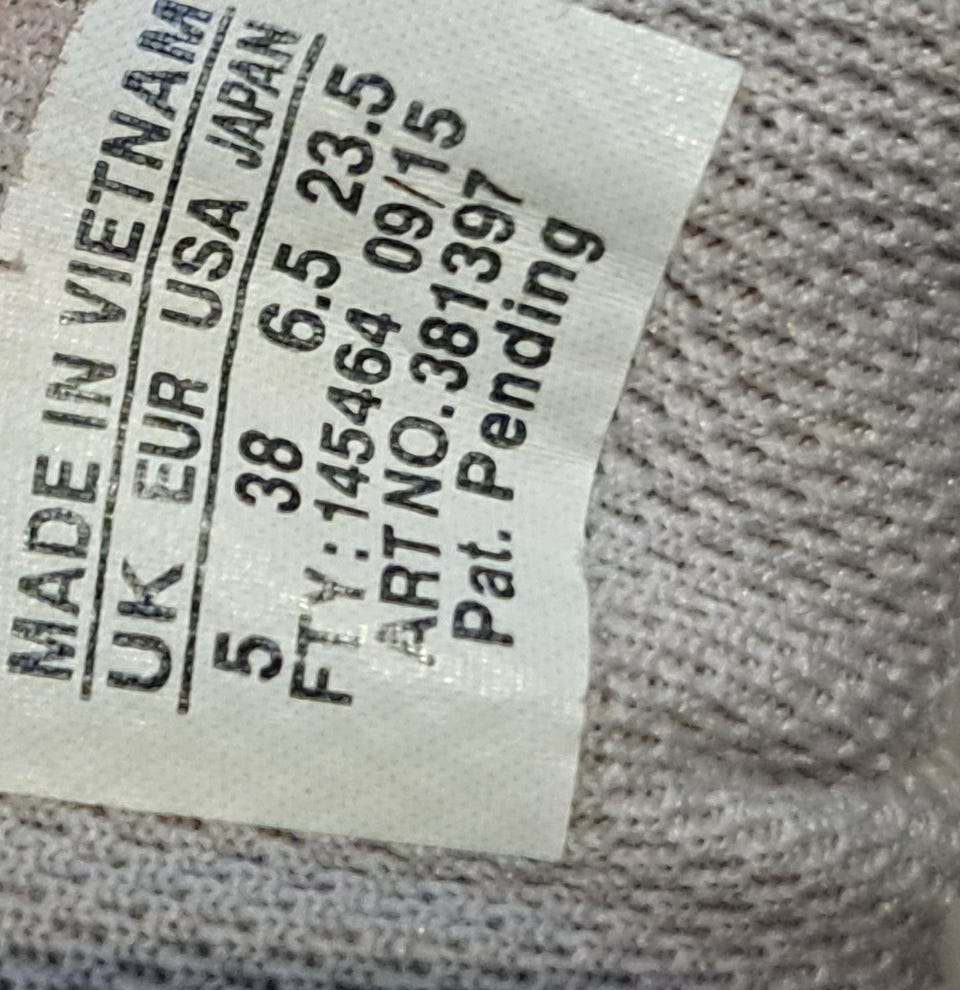 MADE IN VIETNAM
UK EUR USA JAPAN
5 38 6.5 23.5
FTY: 145464 09/15
ART NO. 381397
Pat. Pending